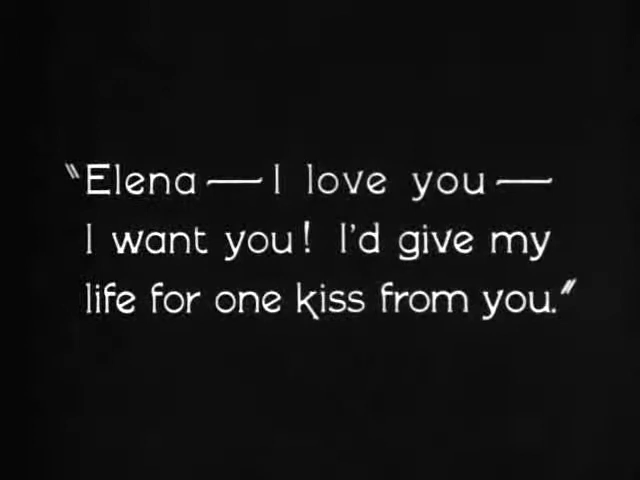 "Elena — I love you —
I want you! I'd give my
life for one kiss from you."